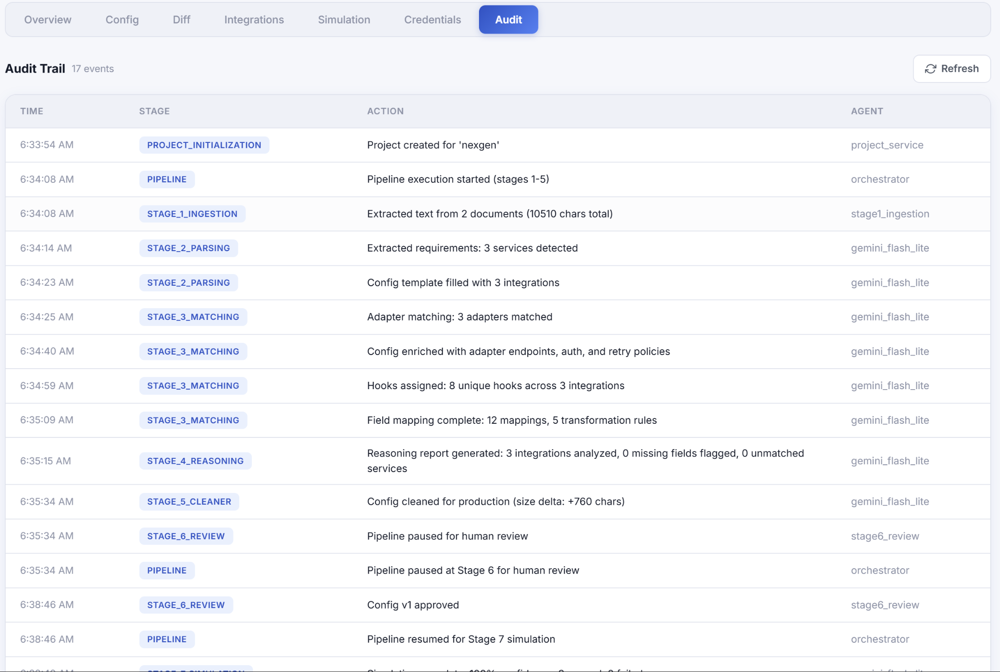 Overview Config Diff Integrations Simulation Credentials Audit
Audit Trail 17 events Refresh
TIME STAGE ACTION AGENT
6:33:54 AM PROJECT_INITIALIZATION Project created for 'nexgen' project_service
6:34:08 AM PIPELINE Pipeline execution started (stages 1-5) orchestrator
6:34:08 AM STAGE_1_INGESTION Extracted text from 2 documents (10510 chars total) stage1_ingestion
6:34:14 AM STAGE_2_PARSING Extracted requirements: 3 services detected gemini_flash_lite
6:34:23 AM STAGE_2_PARSING Config template filled with 3 integrations gemini_flash_lite
6:34:25 AM STAGE_3_MATCHING Adapter matching: 3 adapters matched gemini_flash_lite
6:34:40 AM STAGE_3_MATCHING Config enriched with adapter endpoints, auth, and retry policies gemini_flash_lite
6:34:59 AM STAGE_3_MATCHING Hooks assigned: 8 unique hooks across 3 integrations gemini_flash_lite
6:35:09 AM STAGE_3_MATCHING Field mapping complete: 12 mappings, 5 transformation rules gemini_flash_lite
6:35:15 AM STAGE_4_REASONING Reasoning report generated: 3 integrations analyzed, 0 missing fields flagged, 0 unmatched
services gemini_flash_lite
6:35:34 AM STAGE_5_CLEANER Config cleaned for production (size delta: +760 chars) gemini_flash_lite
6:35:34 AM STAGE_6_REVIEW Pipeline paused for human review stage6_review
6:35:34 AM PIPELINE Pipeline paused at Stage 6 for human review orchestrator
6:38:46 AM STAGE_6_REVIEW Config v1 approved stage6_review
6:38:46 AM PIPELINE Pipeline resumed for Stage 7 simulation orchestrator